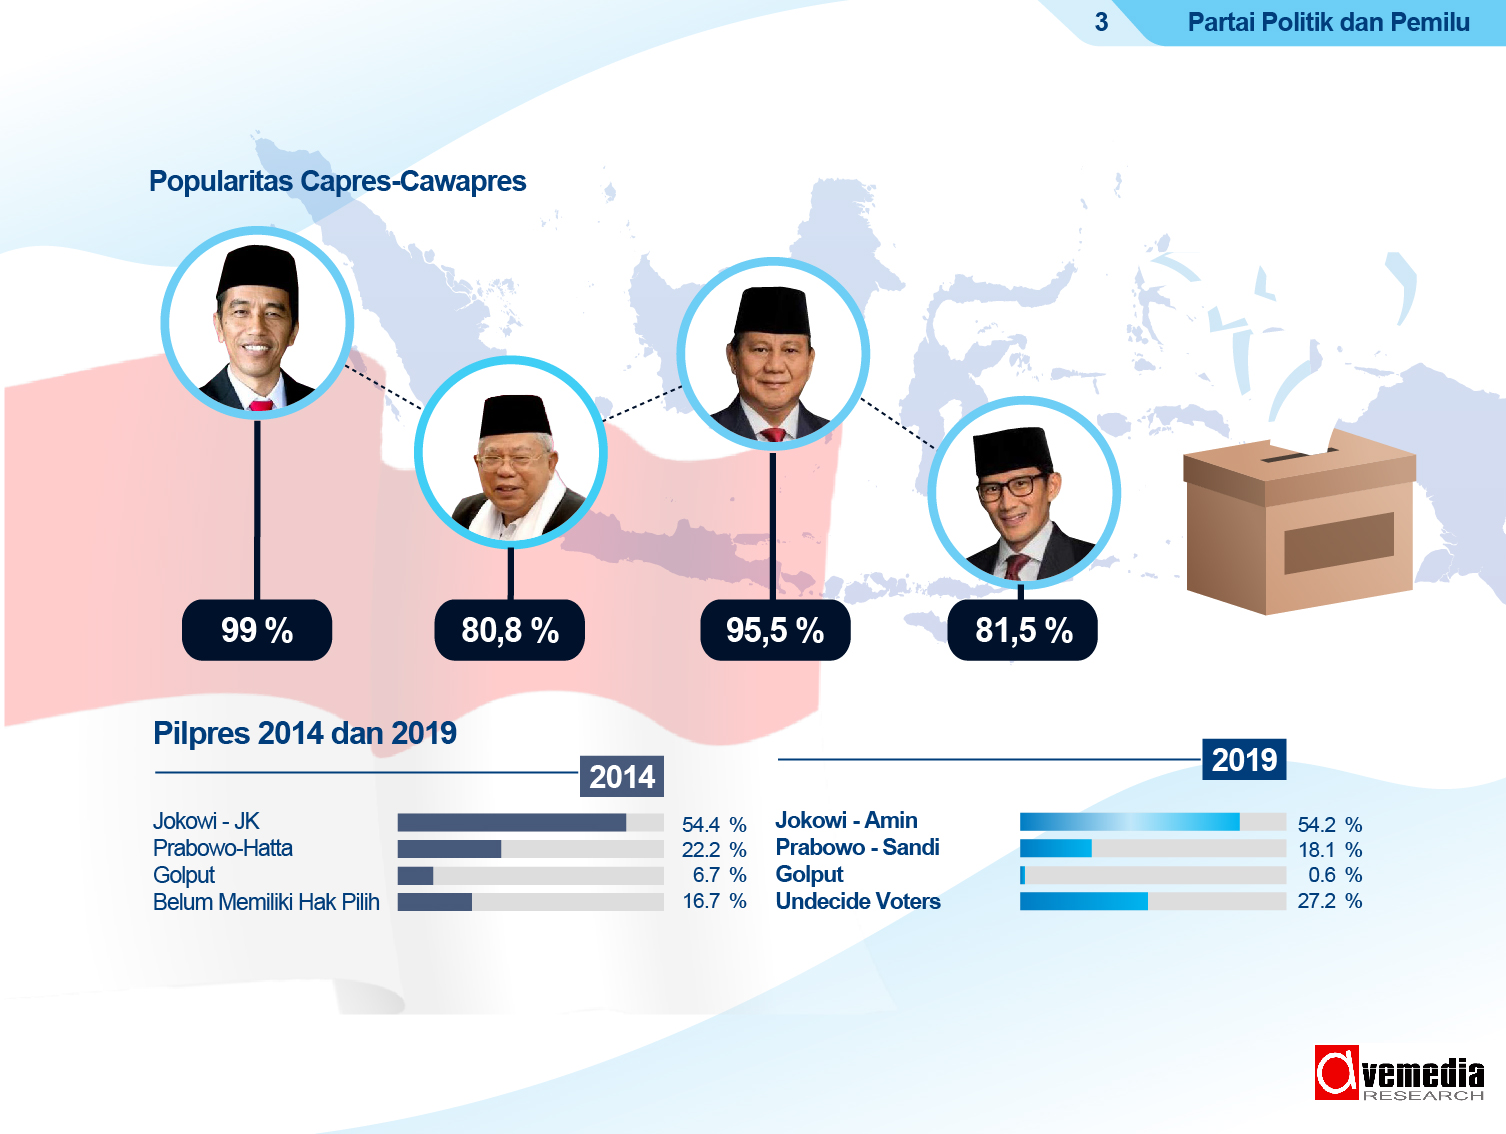 3 Partai Politik dan Pemilu
Popularitas Capres-Cawapres
99 %
80,8 %
95,5 %
81,5 %
Pilpres 2014 dan 2019
2014
Jokowi - JK 54.4 %
Prabowo-Hatta 22.2 %
Golput 6.7 %
Belum Memiliki Hak Pilih 16.7 %
2019
Jokowi - Amin 54.2 %
Prabowo - Sandi 18.1 %
Golput 0.6 %
Undecide Voters 27.2 %
avemedia
RESEARCH